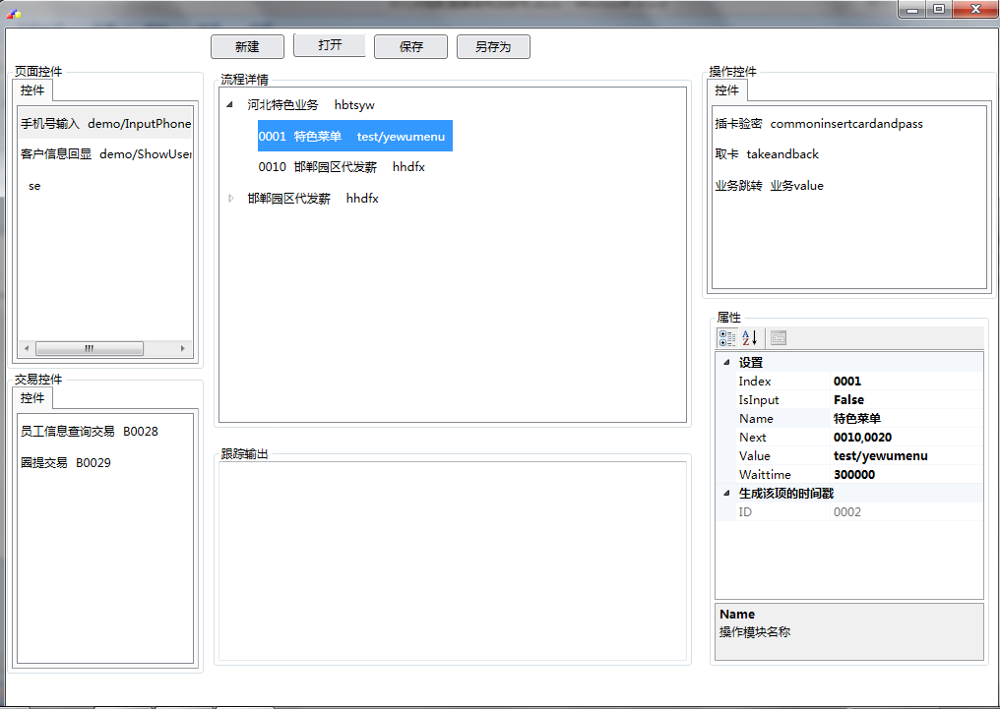 新建 打开 保存 另存为
页面控件
控件
手机号输入 demo/InputPhone
客户信息回显 demo/ShowUser
se
交易控件
控件
员工信息查询交易 B0028
圈提交易 B0029
流程详情
河北特色业务 hbtsyw
0001 特色菜单 test/yewumenu
0010 邯郸园区代发薪 hhdfx
邯郸园区代发薪 hhdfx
跟踪输出
操作控件
控件
插卡验密 commoninsertcardandpass
取卡 takeandback
业务跳转 业务value
属性
设置
Index 0001
IsInput False
Name 特色菜单
Next 0010,0020
Value test/yewumenu
Waittime 300000
生成该项的时间戳
ID 0002
Name
操作模块名称